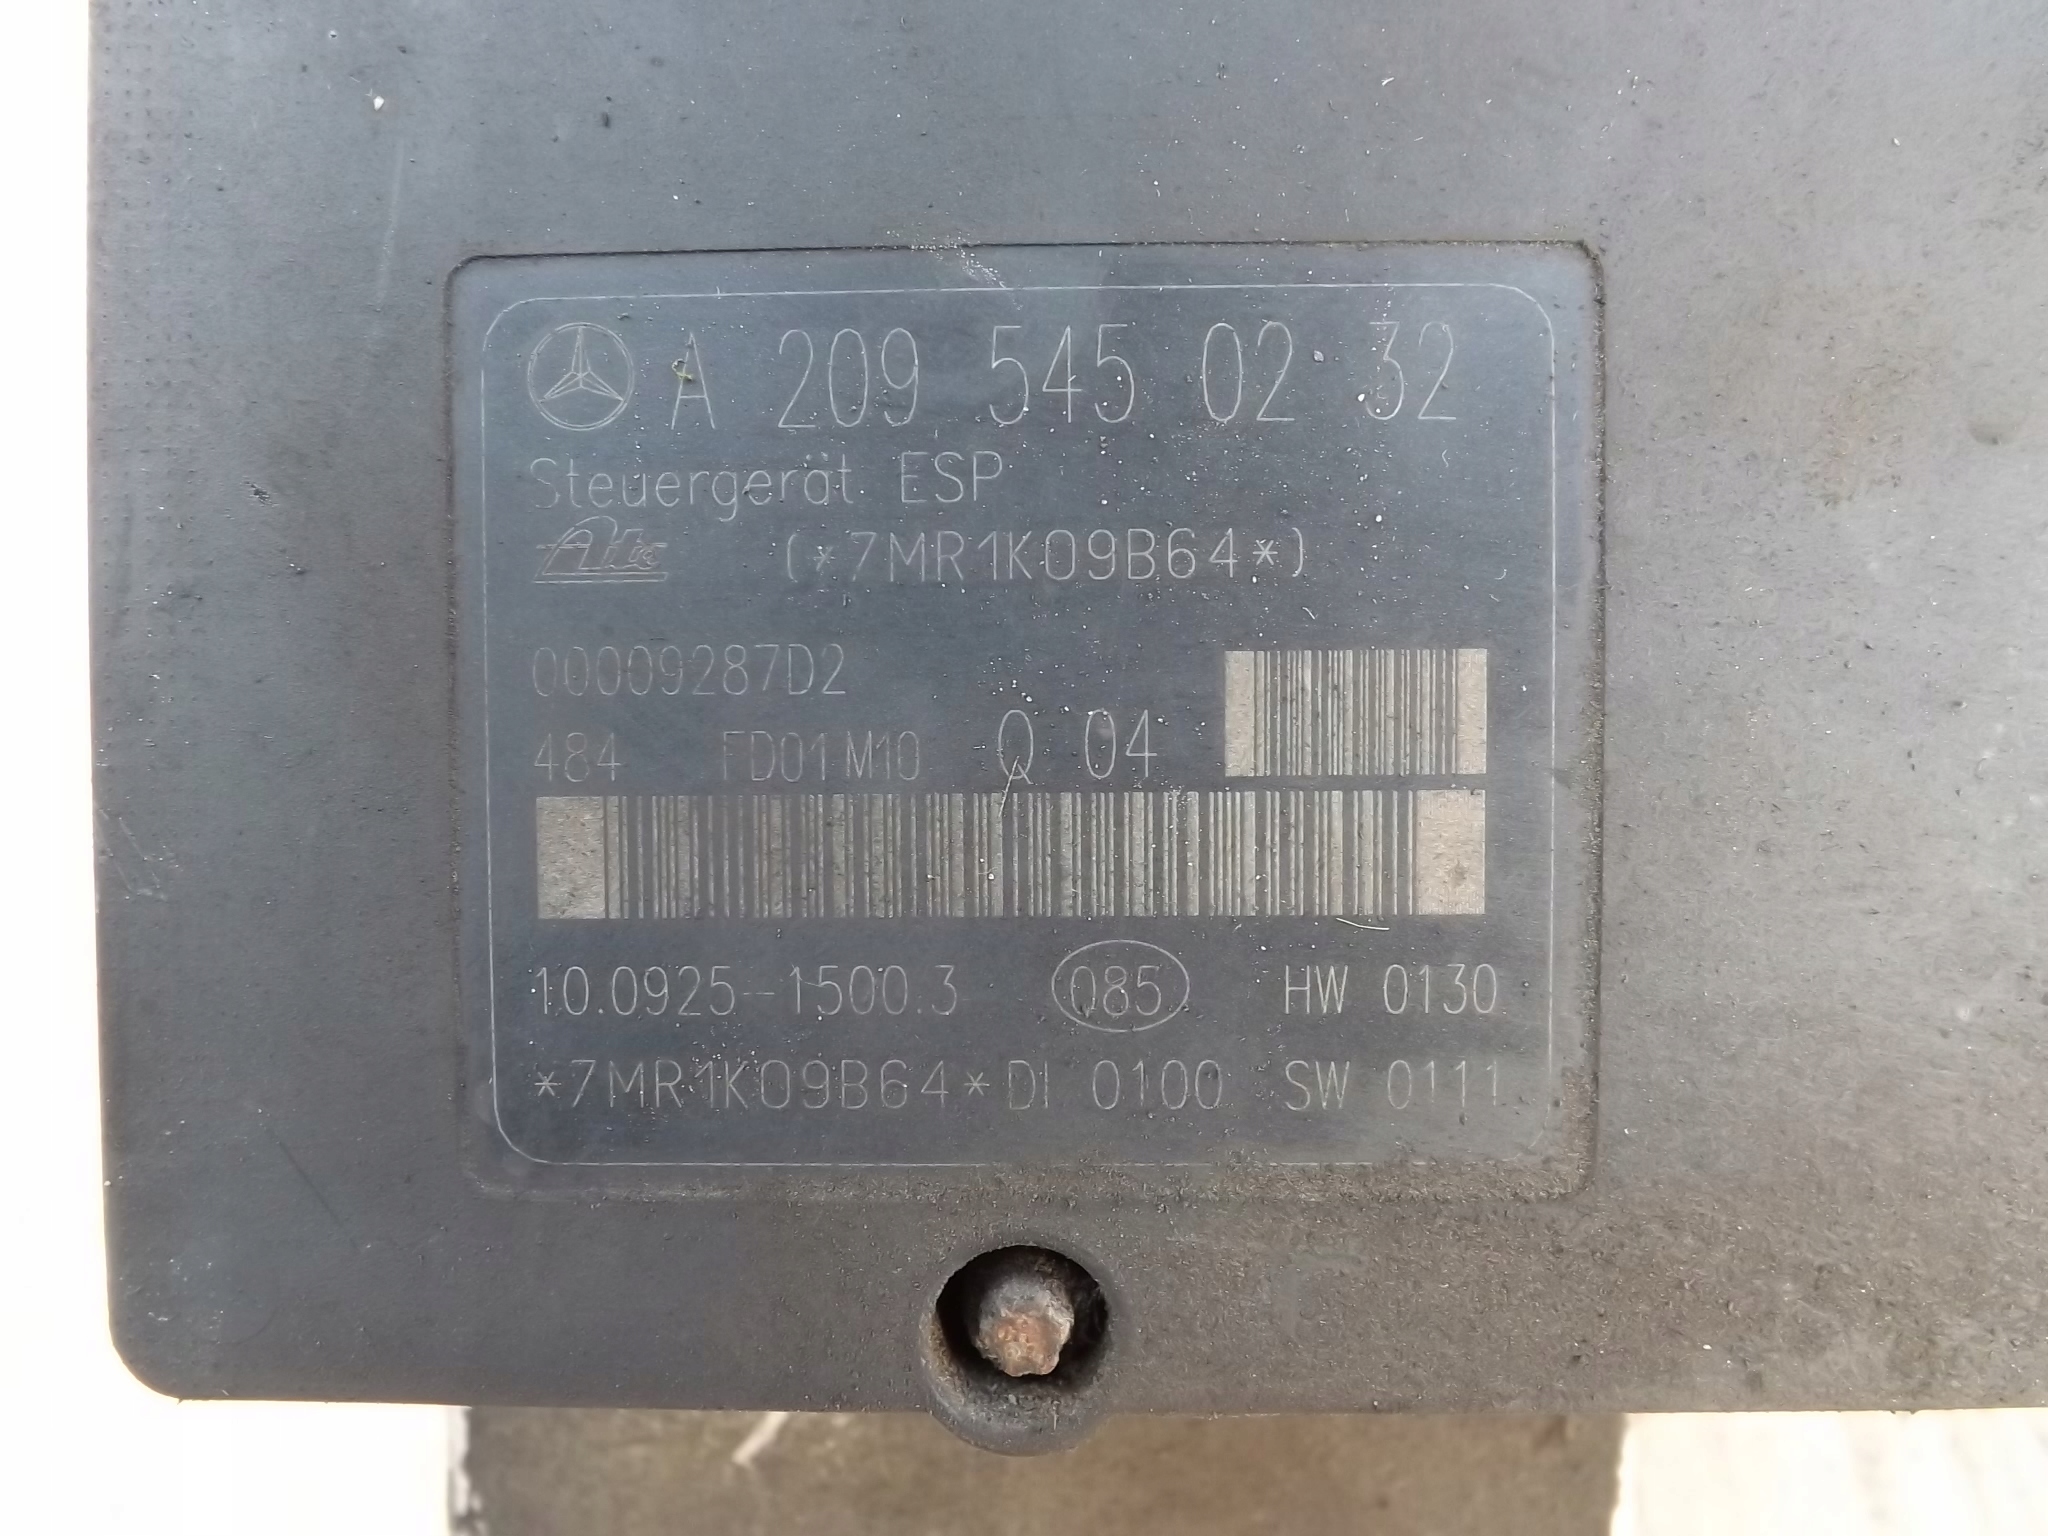 A 209 545 02 32
Steuergerät ESP
Ate (*7MR1K09B64*)
00009287D2
484 FD01M10 Q 04
10.0925-1500.3 085 HW 0130
*7MR1K09B64*DI 0100 SW 0111